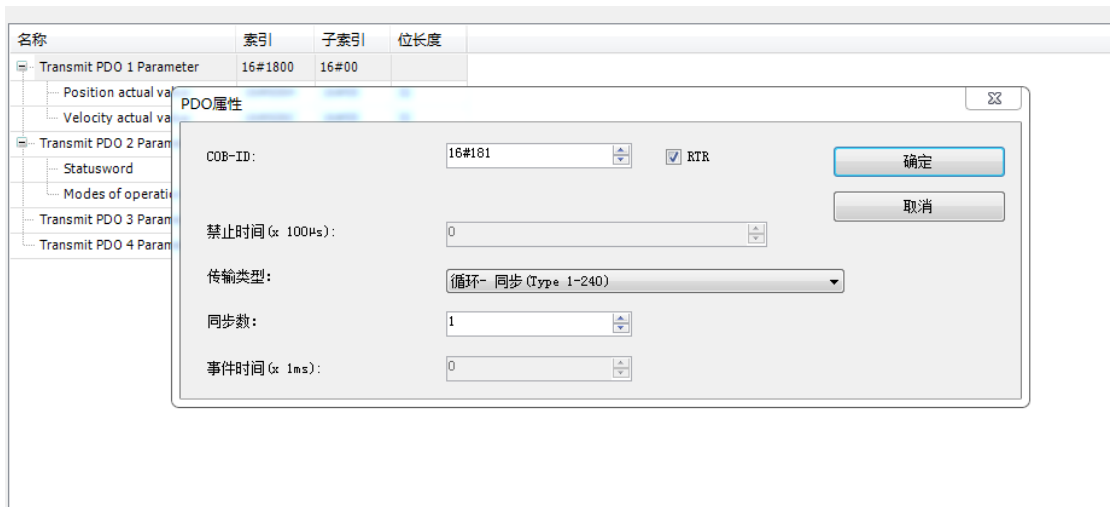 名称 索引 子索引 位长度
Transmit PDO 1 Parameter 16#1800 16#00
Position actual val
Velocity actual va
Transmit PDO 2 Param
Statusword
Modes of operati
Transmit PDO 3 Param
Transmit PDO 4 Param
PDO属性
COB-ID: 16#181 RTR 确定
取消
禁止时间(x 100µs): 0
传输类型: 循环- 同步(Type 1-240)
同步数: 1
事件时间(x 1ms): 0